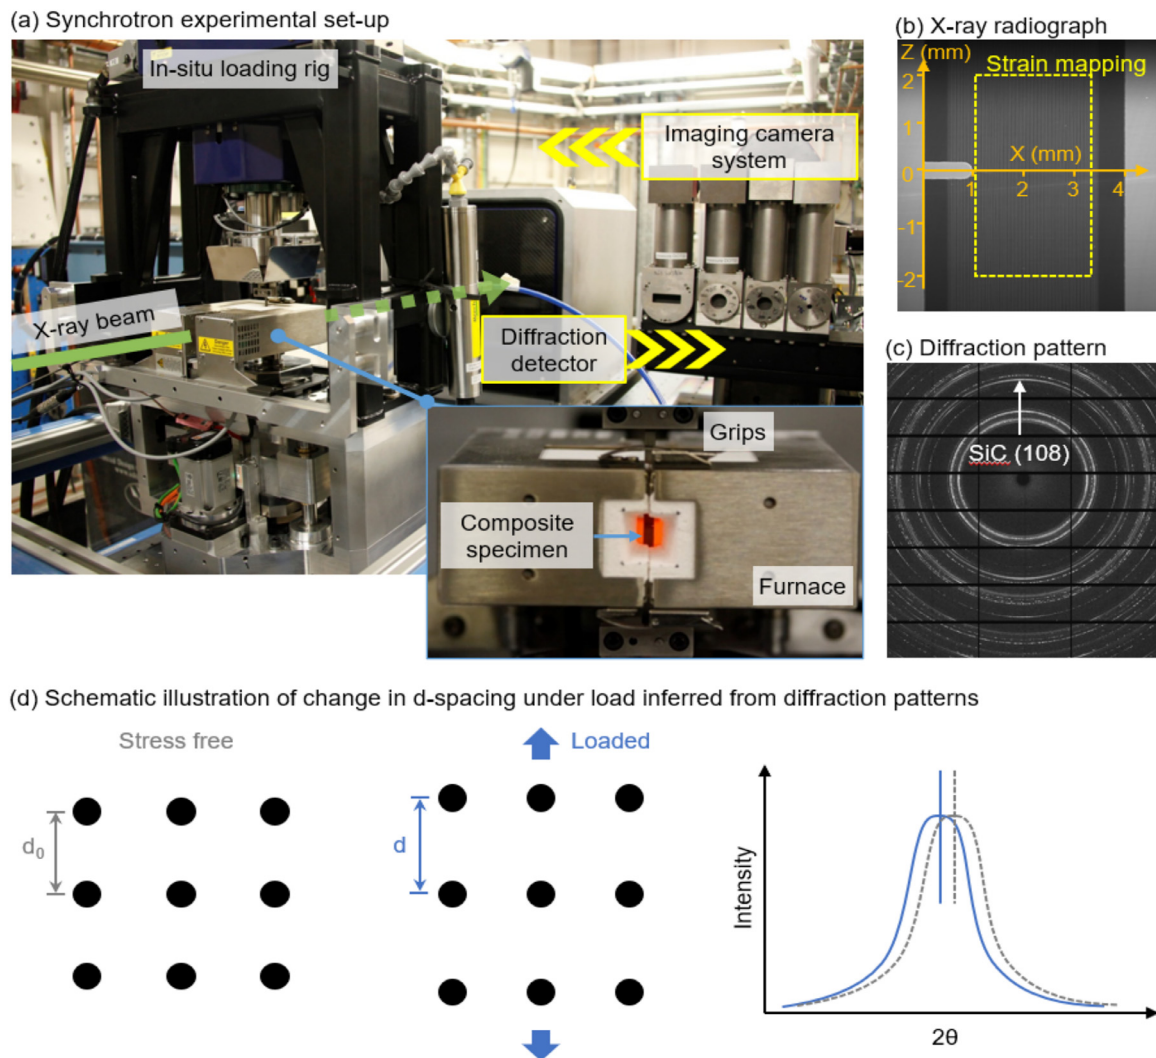 (a) Synchrotron experimental set-up
In-situ loading rig
Imaging camera
system
X-ray beam
Diffraction
detector
Grips
Composite
specimen
Furnace
(b) X-ray radiograph
Z (mm)
Strain mapping
2
1
X (mm)
0
1
2
3
4
-1
-2
(c) Diffraction pattern
SiC (108)
(d) Schematic illustration of change in d-spacing under load inferred from diffraction patterns
Stress free
Loaded
d₀
d
Intensity
2θ